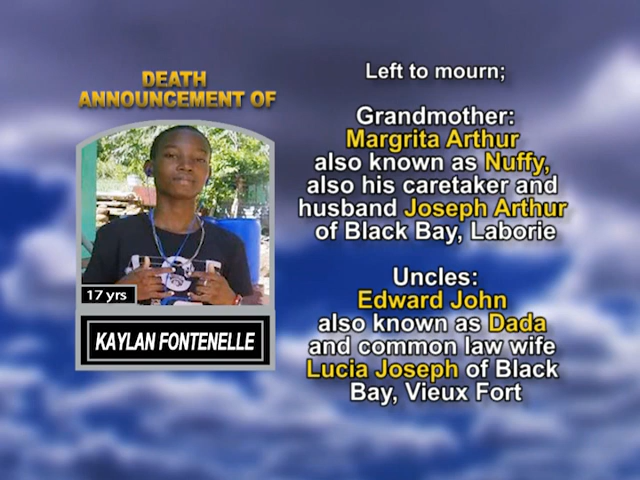 DEATH
ANNOUNCEMENT OF
17 yrs
KAYLAN FONTENELLE
Left to mourn;
Grandmother:
Margrita Arthur
also known as Nuffy,
also his caretaker and
husband Joseph Arthur
of Black Bay, Laborie
Uncles:
Edward John
also known as Dada
and common law wife
Lucia Joseph of Black
Bay, Vieux Fort